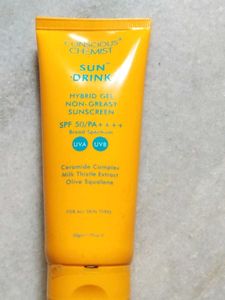 CONSCIOUS
CHEMIST
SUN
DRINK
HYBRID GEL
NON-GREASY
SUNSCREEN
SPF 50/PA++++
Broad Spectrum
UVA UVB
Ceramide Complex
Milk Thistle Extract
Olive Squalene
FOR ALL SKIN TYPES